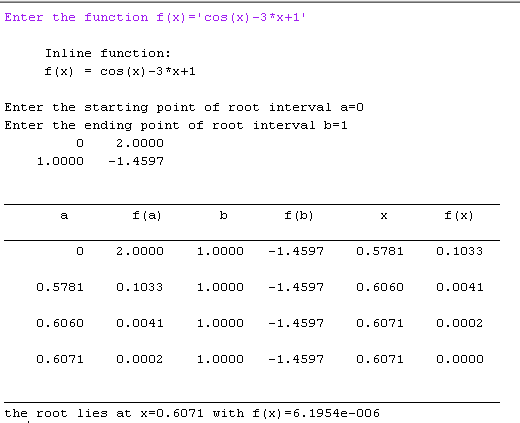 Enter the function f(x)='cos(x)-3*x+1'
Inline function:
f(x) = cos(x)-3*x+1
Enter the starting point of root interval a=0
Enter the ending point of root interval b=1
0 2.0000
1.0000 -1.4597
a f(a) b f(b) x f(x)
0 2.0000 1.0000 -1.4597 0.5781 0.1033
0.5781 0.1033 1.0000 -1.4597 0.6060 0.0041
0.6060 0.0041 1.0000 -1.4597 0.6071 0.0002
0.6071 0.0002 1.0000 -1.4597 0.6071 0.0000
the root lies at x=0.6071 with f(x)=6.1954e-006